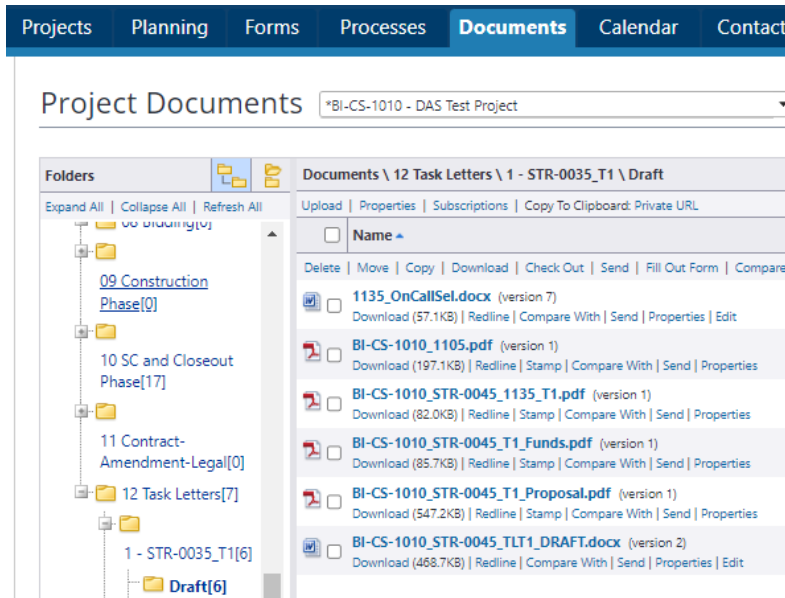 Projects Planning Forms Processes Documents Calendar Contact
Project Documents *BI-CS-1010 - DAS Test Project
Folders
Expand All | Collapse All | Refresh All
09 Construction
Phase[0]
10 SC and Closeout
Phase[17]
11 Contract-
Amendment-Legal[0]
12 Task Letters[7]
1 - STR-0035_T1[6]
Draft[6]
Documents \ 12 Task Letters \ 1 - STR-0035_T1 \ Draft
Upload | Properties | Subscriptions | Copy To Clipboard: Private URL
Name
Delete | Move | Copy | Download | Check Out | Send | Fill Out Form | Compare
1135_OnCallSel.docx (version 7)
Download (57.1KB) | Redline | Compare With | Send | Properties | Edit
BI-CS-1010_1105.pdf (version 1)
Download (197.1KB) | Redline | Stamp | Compare With | Send | Properties
BI-CS-1010_STR-0045_1135_T1.pdf (version 1)
Download (82.0KB) | Redline | Stamp | Compare With | Send | Properties
BI-CS-1010_STR-0045_T1_Funds.pdf (version 1)
Download (85.7KB) | Redline | Stamp | Compare With | Send | Properties
BI-CS-1010_STR-0045_T1_Proposal.pdf (version 1)
Download (547.2KB) | Redline | Stamp | Compare With | Send | Properties
BI-CS-1010_STR-0045_TLT1_DRAFT.docx (version 2)
Download (468.7KB) | Redline | Compare With | Send | Properties | Edit